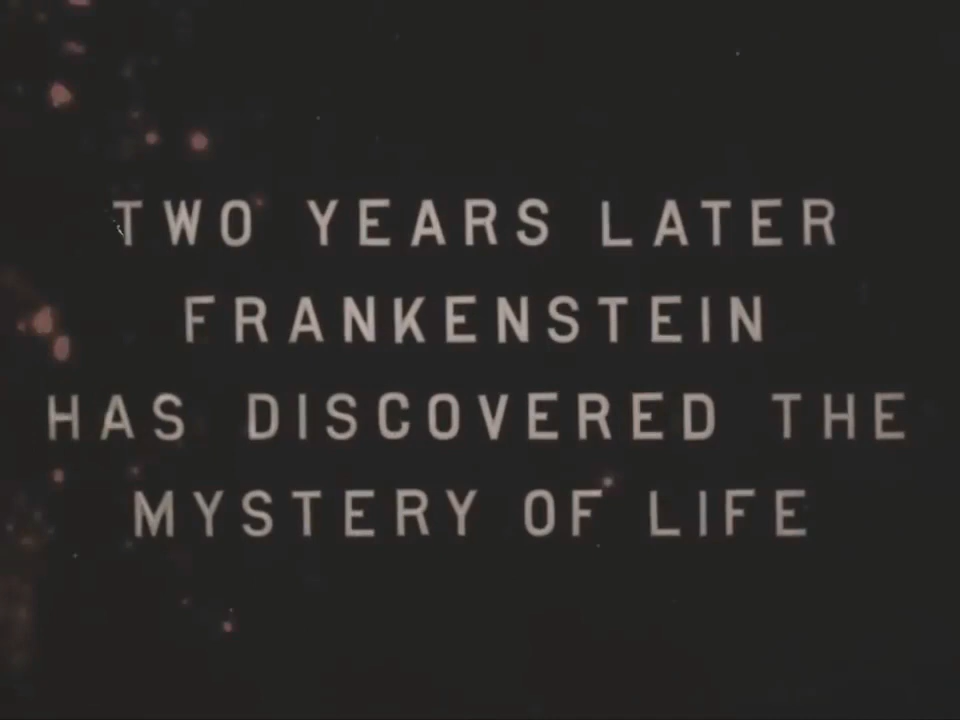 TWO YEARS LATER
FRANKENSTEIN
HAS DISCOVERED THE
MYSTERY OF LIFE